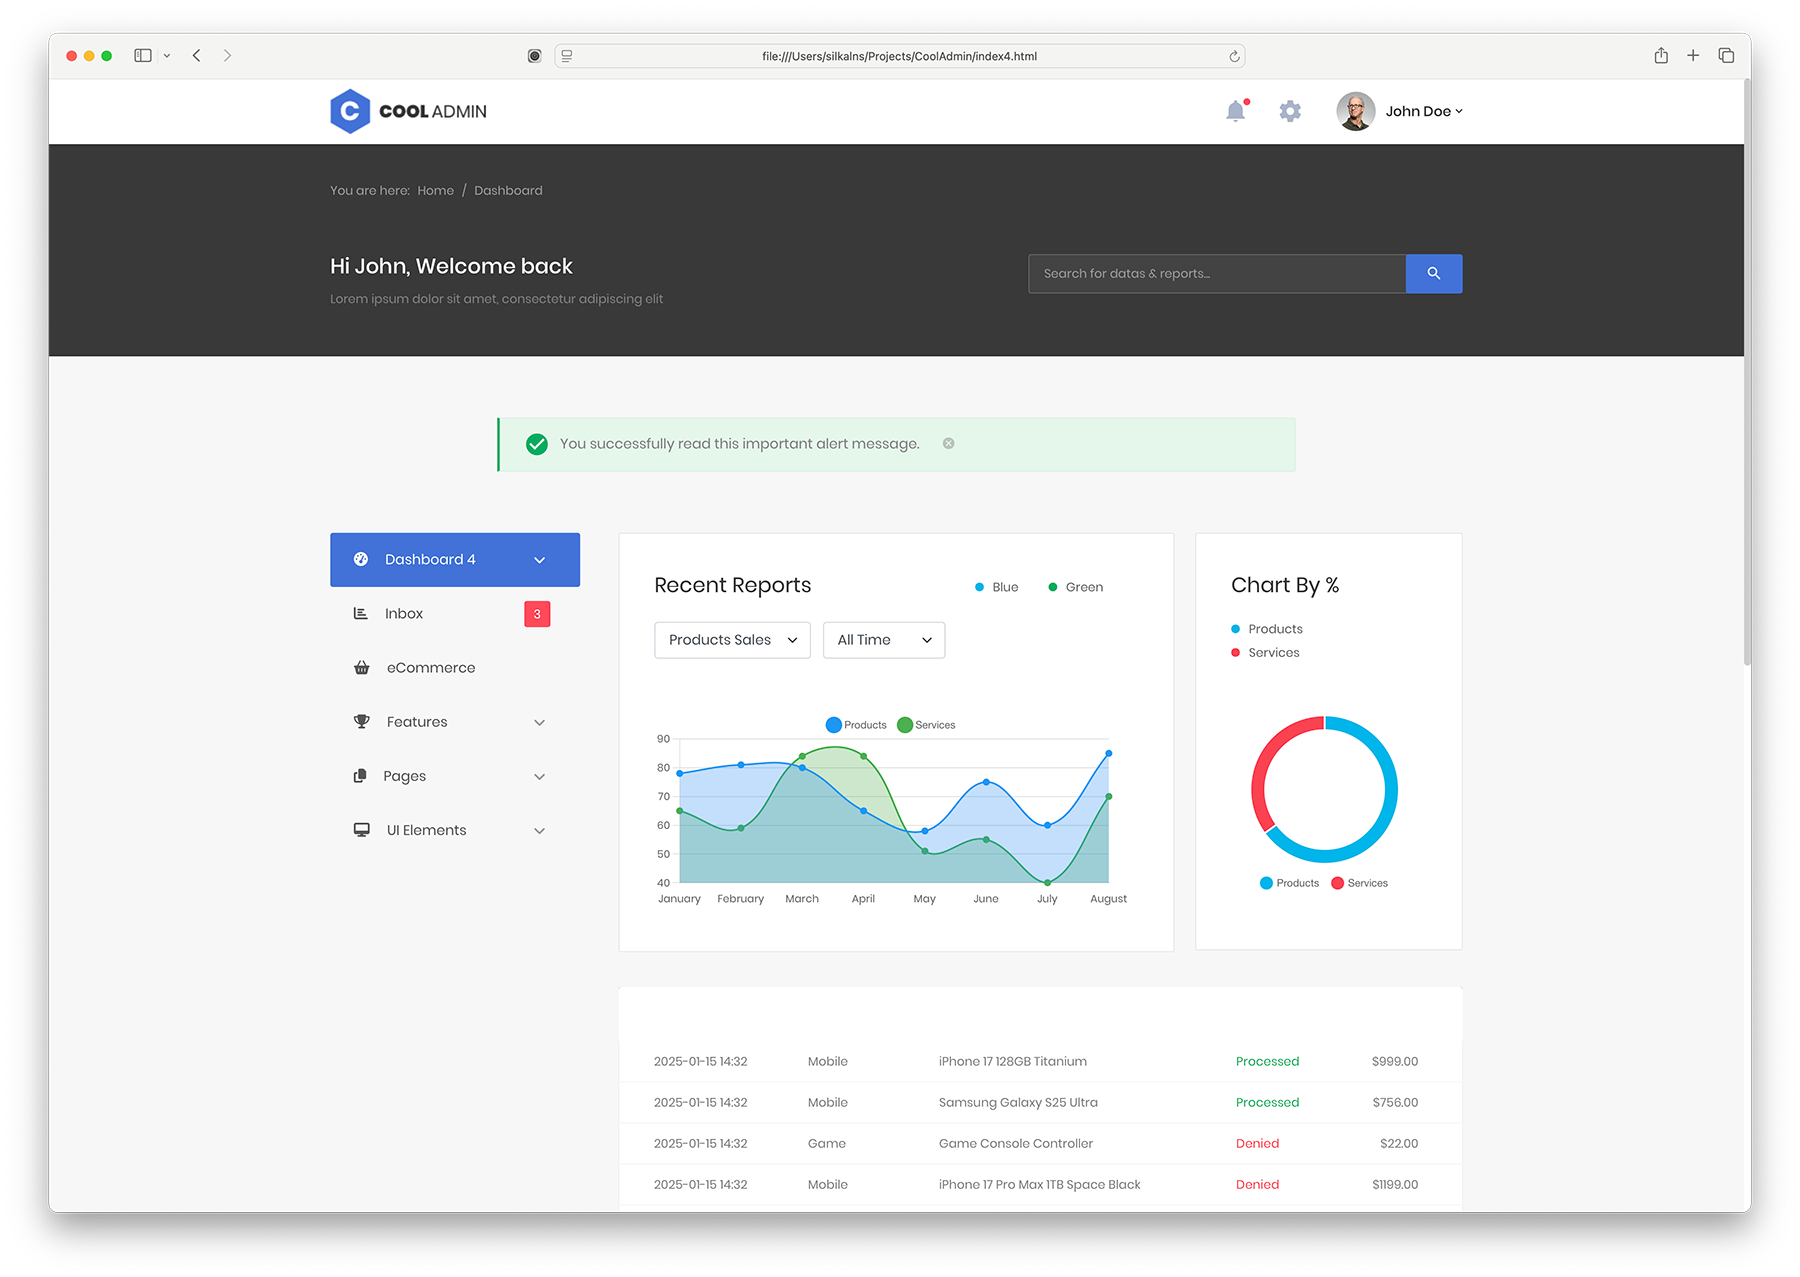 file:///Users/silkalns/Projects/CoolAdmin/index4.html
C COOL ADMIN
John Doe
You are here: Home / Dashboard
Hi John, Welcome back
Lorem ipsum dolor sit amet, consectetur adipiscing elit
Search for datas & reports...
You successfully read this important alert message.
Dashboard 4
Inbox 3
eCommerce
Features
Pages
UI Elements
Recent Reports
Blue Green
Products Sales All Time
Products Services
90
80
70
60
50
40
January February March April May June July August
Chart By %
Products
Services
Products Services
2025-01-15 14:32 Mobile iPhone 17 128GB Titanium Processed $999.00
2025-01-15 14:32 Mobile Samsung Galaxy S25 Ultra Processed $756.00
2025-01-15 14:32 Game Game Console Controller Denied $22.00
2025-01-15 14:32 Mobile iPhone 17 Pro Max 1TB Space Black Denied $1199.00